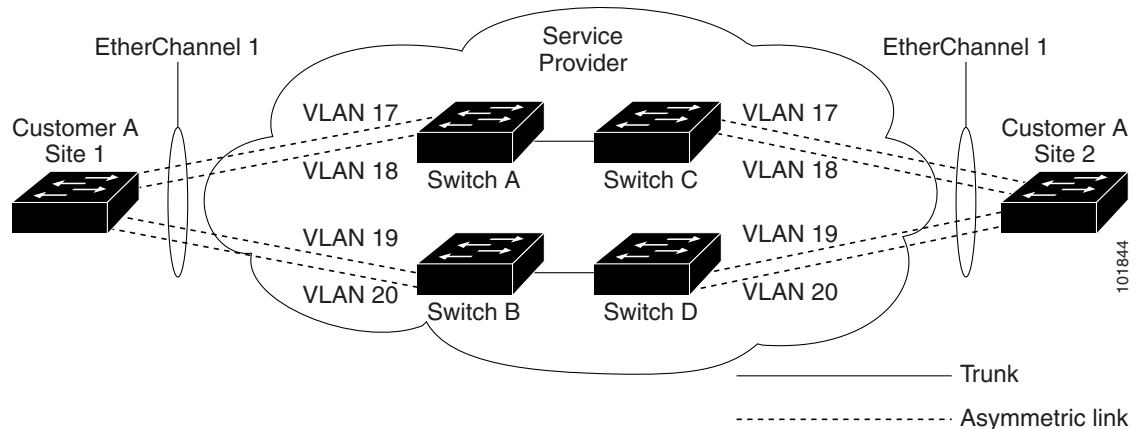 EtherChannel 1
Service
Provider
EtherChannel 1
Customer A
Site 1
VLAN 17
VLAN 18
Switch A
Switch C
VLAN 17
VLAN 18
Customer A
Site 2
VLAN 19
VLAN 20
Switch B
Switch D
VLAN 19
VLAN 20
101844
Trunk
Asymmetric link